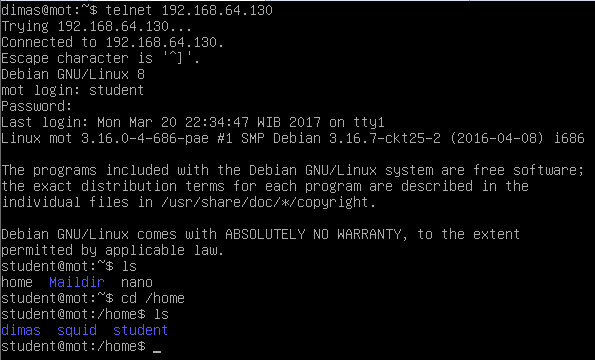 dimas@mot:~$ telnet 192.168.64.130
Trying 192.168.64.130...
Connected to 192.168.64.130.
Escape character is '^]'.
Debian GNU/Linux 8
mot login: student
Password:
Last login: Mon Mar 20 22:34:47 WIB 2017 on tty1
Linux mot 3.16.0-4-686-pae #1 SMP Debian 3.16.7-ckt25-2 (2016-04-08) i686
The programs included with the Debian GNU/Linux system are free software;
the exact distribution terms for each program are described in the
individual files in /usr/share/doc/*/copyright.
Debian GNU/Linux comes with ABSOLUTELY NO WARRANTY, to the extent
permitted by applicable law.
student@mot:~$ ls
home  Maildir  nano
student@mot:~$ cd /home
student@mot:/home$ ls
dimas  squid  student
student@mot:/home$ _